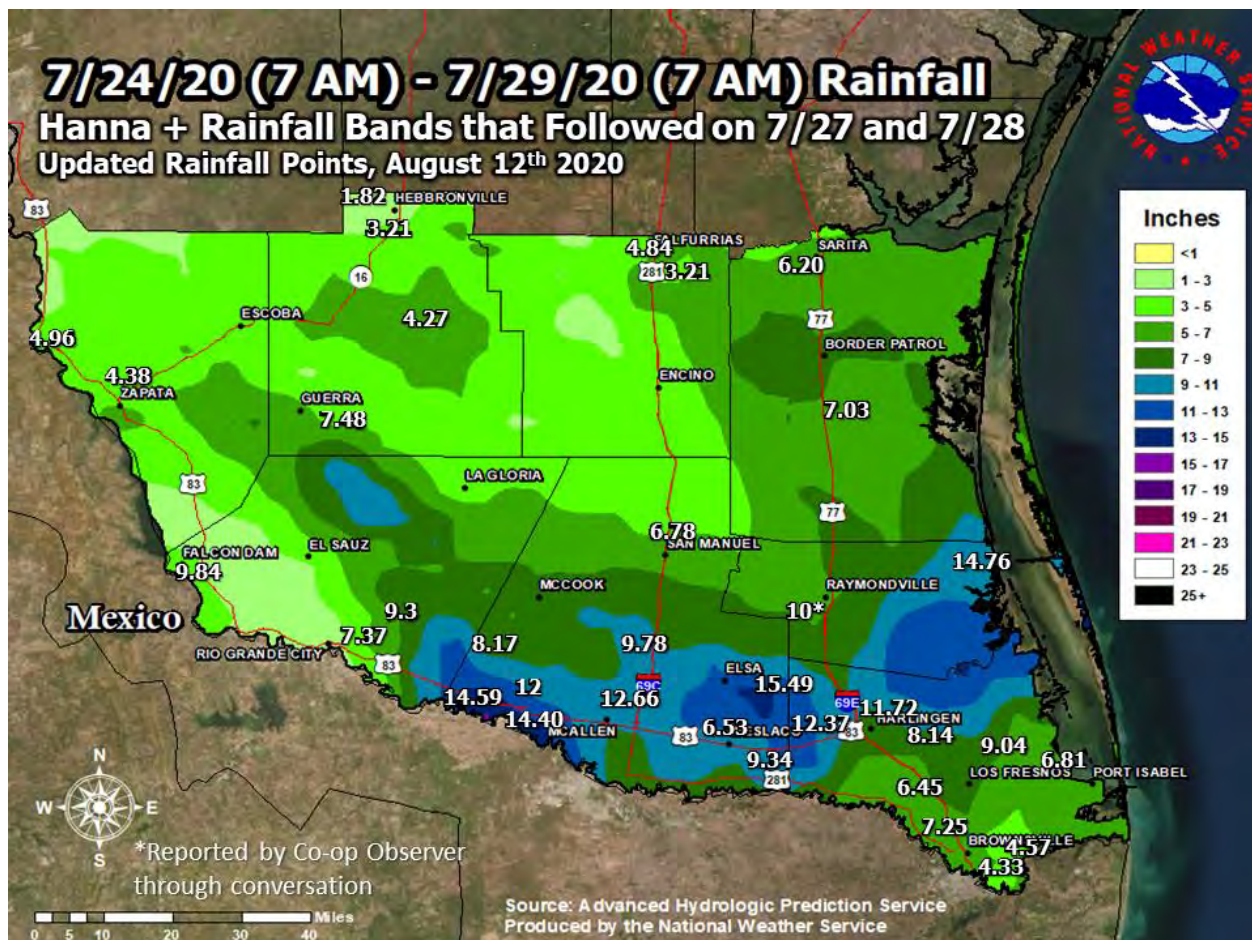 7/24/20 (7 AM) - 7/29/20 (7 AM) Rainfall
Hanna + Rainfall Bands that Followed on 7/27 and 7/28
Updated Rainfall Points, August 12th 2020
NATIONAL WEATHER SERVICE
Inches
<1
1 - 3
3 - 5
5 - 7
7 - 9
9 - 11
11 - 13
13 - 15
15 - 17
17 - 19
19 - 21
21 - 23
23 - 25
25+
1.82 HEBBRONVILLE
83
3.21
4.84
SARITA
281 3.21
6.20
16
ESCOBA
4.27
77
4.96
BORDER PATROL
4.38
ENCINO
ZAPATA
GUERRA
7.48
7.03
LA GLORIA
83
77
6.78
EL SAUZ
SAN MANUEL
FALCON DAM
14.76
9.84
MCCOOK
RAYMONDVILLE
9.3
10*
Mexico
7.37
8.17
9.78
RIO GRANDE CITY
83
ELSA
69C
15.49
14.59
12
12.66
69E
11.72
14.40
MCALLEN
83
6.53
12.37
83
HARLINGEN
8.14
9.04
9.34
6.81
281
LOS FRESNOS
PORT ISABEL
6.45
7.25
4.57
4.33
N
W
E
S
*Reported by Co-op Observer
through conversation
Miles
0 5 10 20 30 40
Source: Advanced Hydrologic Prediction Service
Produced by the National Weather Service